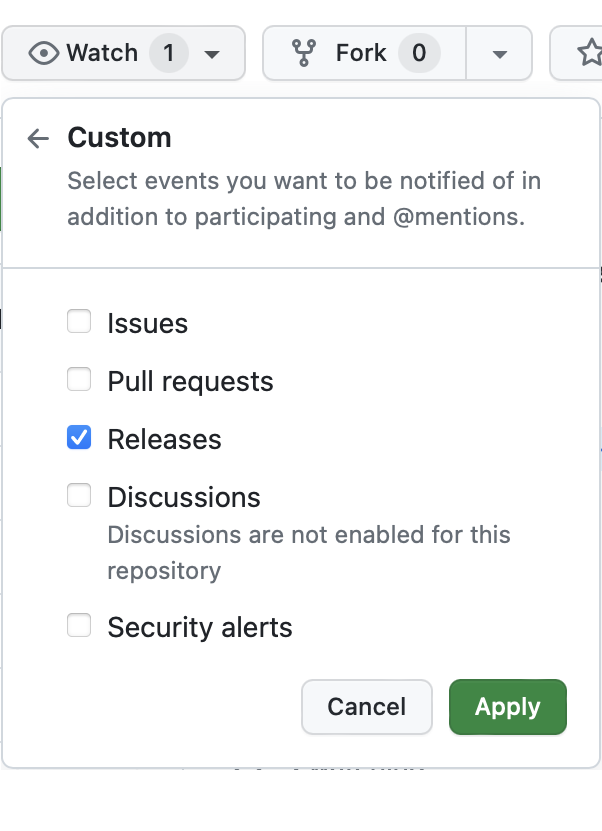 Watch 1 Fork 0
Custom
Select events you want to be notified of in
addition to participating and @mentions.
Issues
Pull requests
Releases
Discussions
Discussions are not enabled for this
repository
Security alerts
Cancel Apply